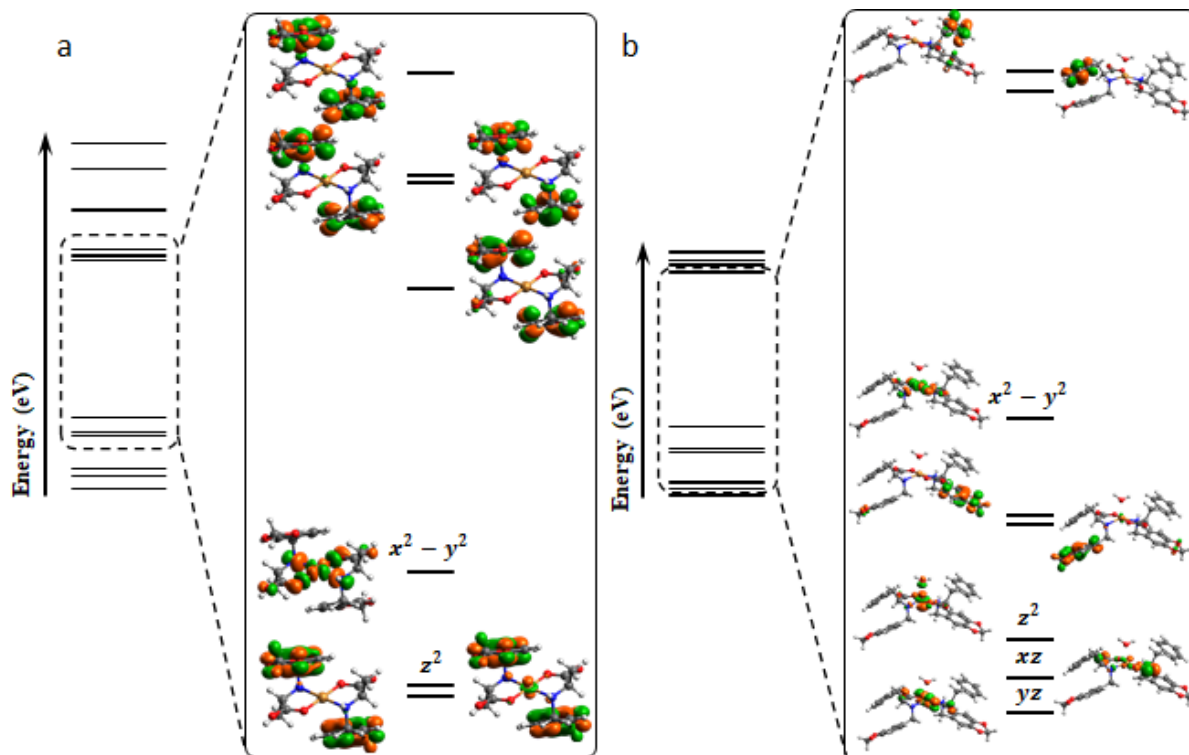 a
b
Energy (eV)
x² − y²
z²
Energy (eV)
x² − y²
z²
xz
yz